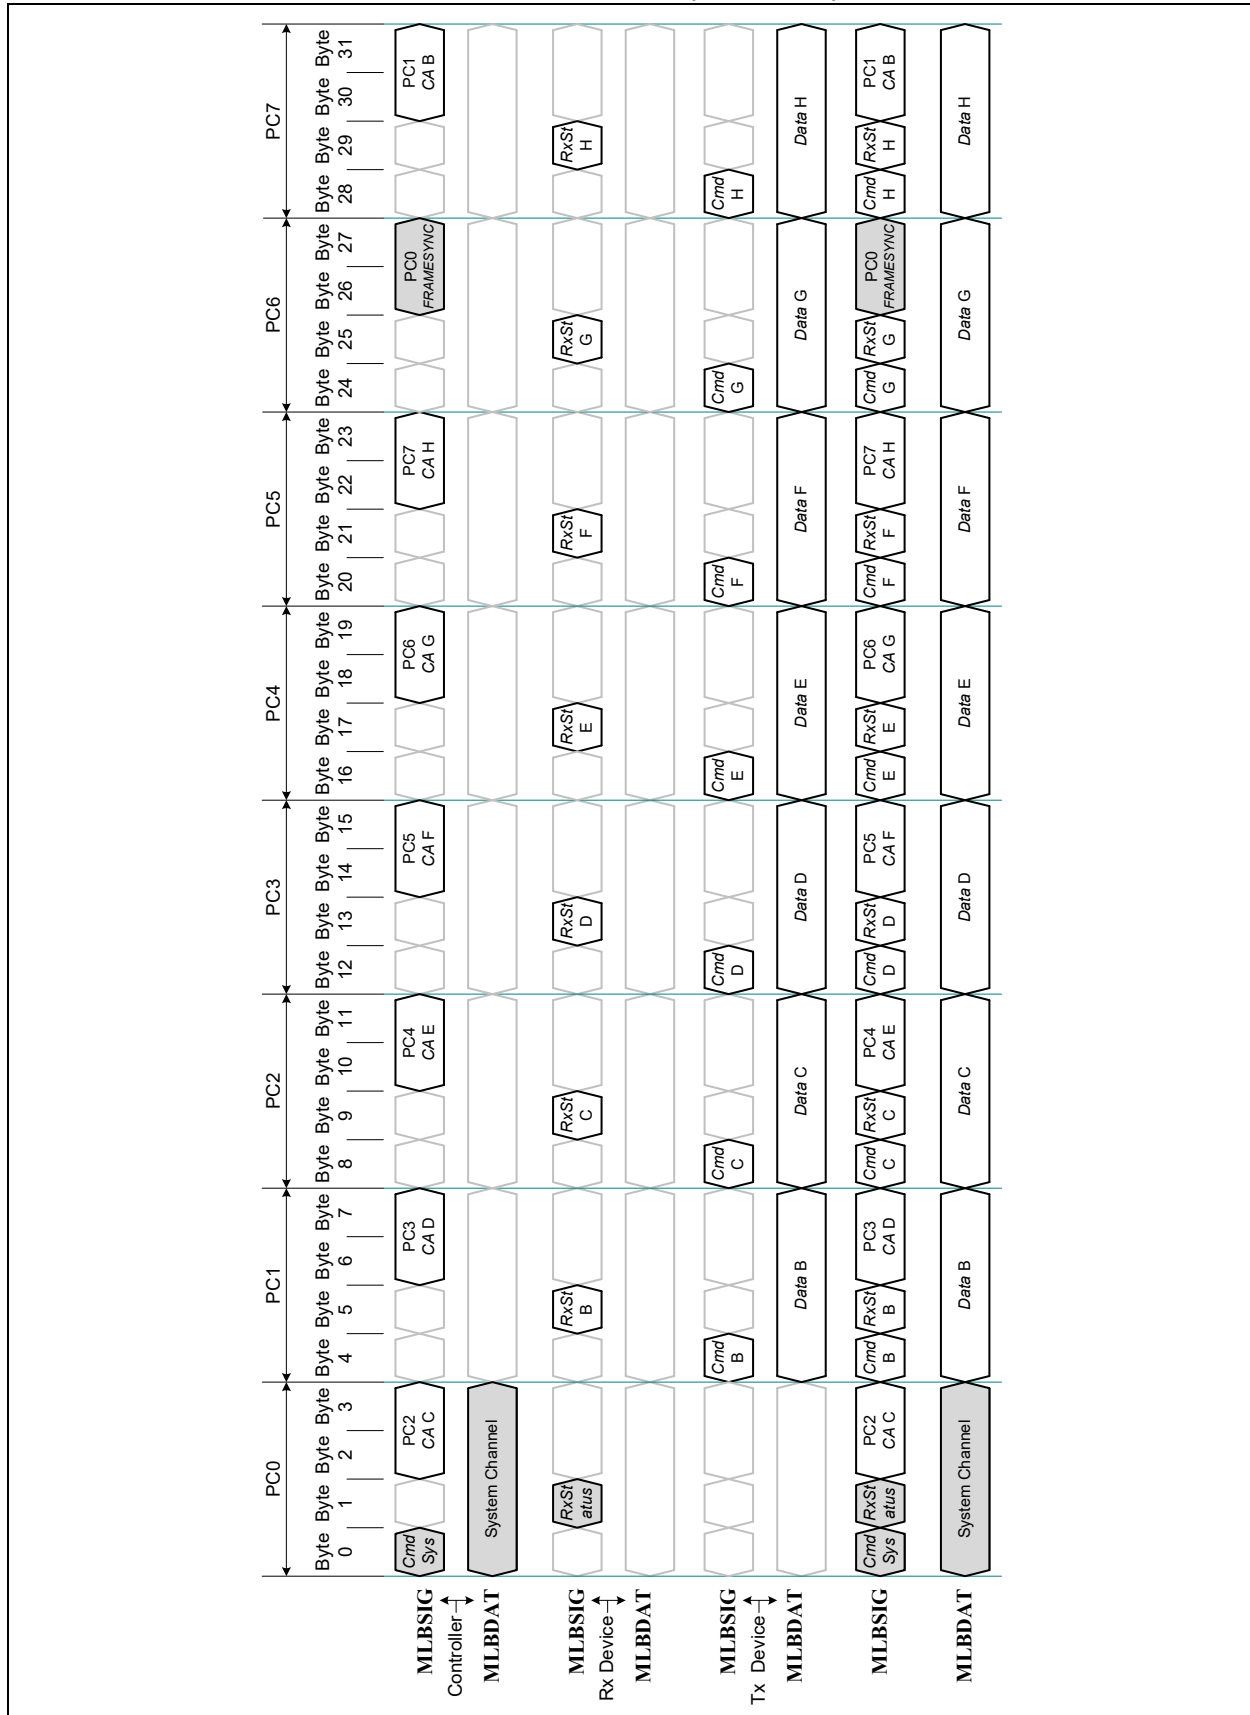 PC0 PC1 PC2 PC3 PC4 PC5 PC6 PC7
Byte Byte Byte Byte Byte Byte Byte Byte Byte Byte Byte Byte Byte Byte Byte Byte Byte Byte Byte Byte Byte Byte Byte Byte Byte Byte Byte Byte Byte Byte Byte Byte
0 1 2 3 4 5 6 7 8 9 10 11 12 13 14 15 16 17 18 19 20 21 22 23 24 25 26 27 28 29 30 31
MLBSIG
Cmd PC2 PC3 PC4 PC5 PC6 PC7 PC0 PC1
Sys CA C CA D CA E CA F CA G CA H FRAMESYNC CA B
Controller
MLBDAT System Channel
MLBSIG
RxSt RxSt RxSt RxSt RxSt RxSt RxSt RxSt
atus B C D E F G H
Rx Device
MLBDAT
MLBSIG
Cmd Cmd Cmd Cmd Cmd Cmd Cmd
B C D E F G H
Tx Device
MLBDAT Data B Data C Data D Data E Data F Data G Data H
MLBSIG
Cmd RxSt PC2 Cmd RxSt PC3 Cmd RxSt PC4 Cmd RxSt PC5 Cmd RxSt PC6 Cmd RxSt PC7 Cmd RxSt PC0 Cmd RxSt PC1
Sys atus CA C B B CA D C C CA E D D CA F E E CA G F F CA H G G FRAMESYNC H H CA B
MLBDAT System Channel Data B Data C Data D Data E Data F Data G Data H